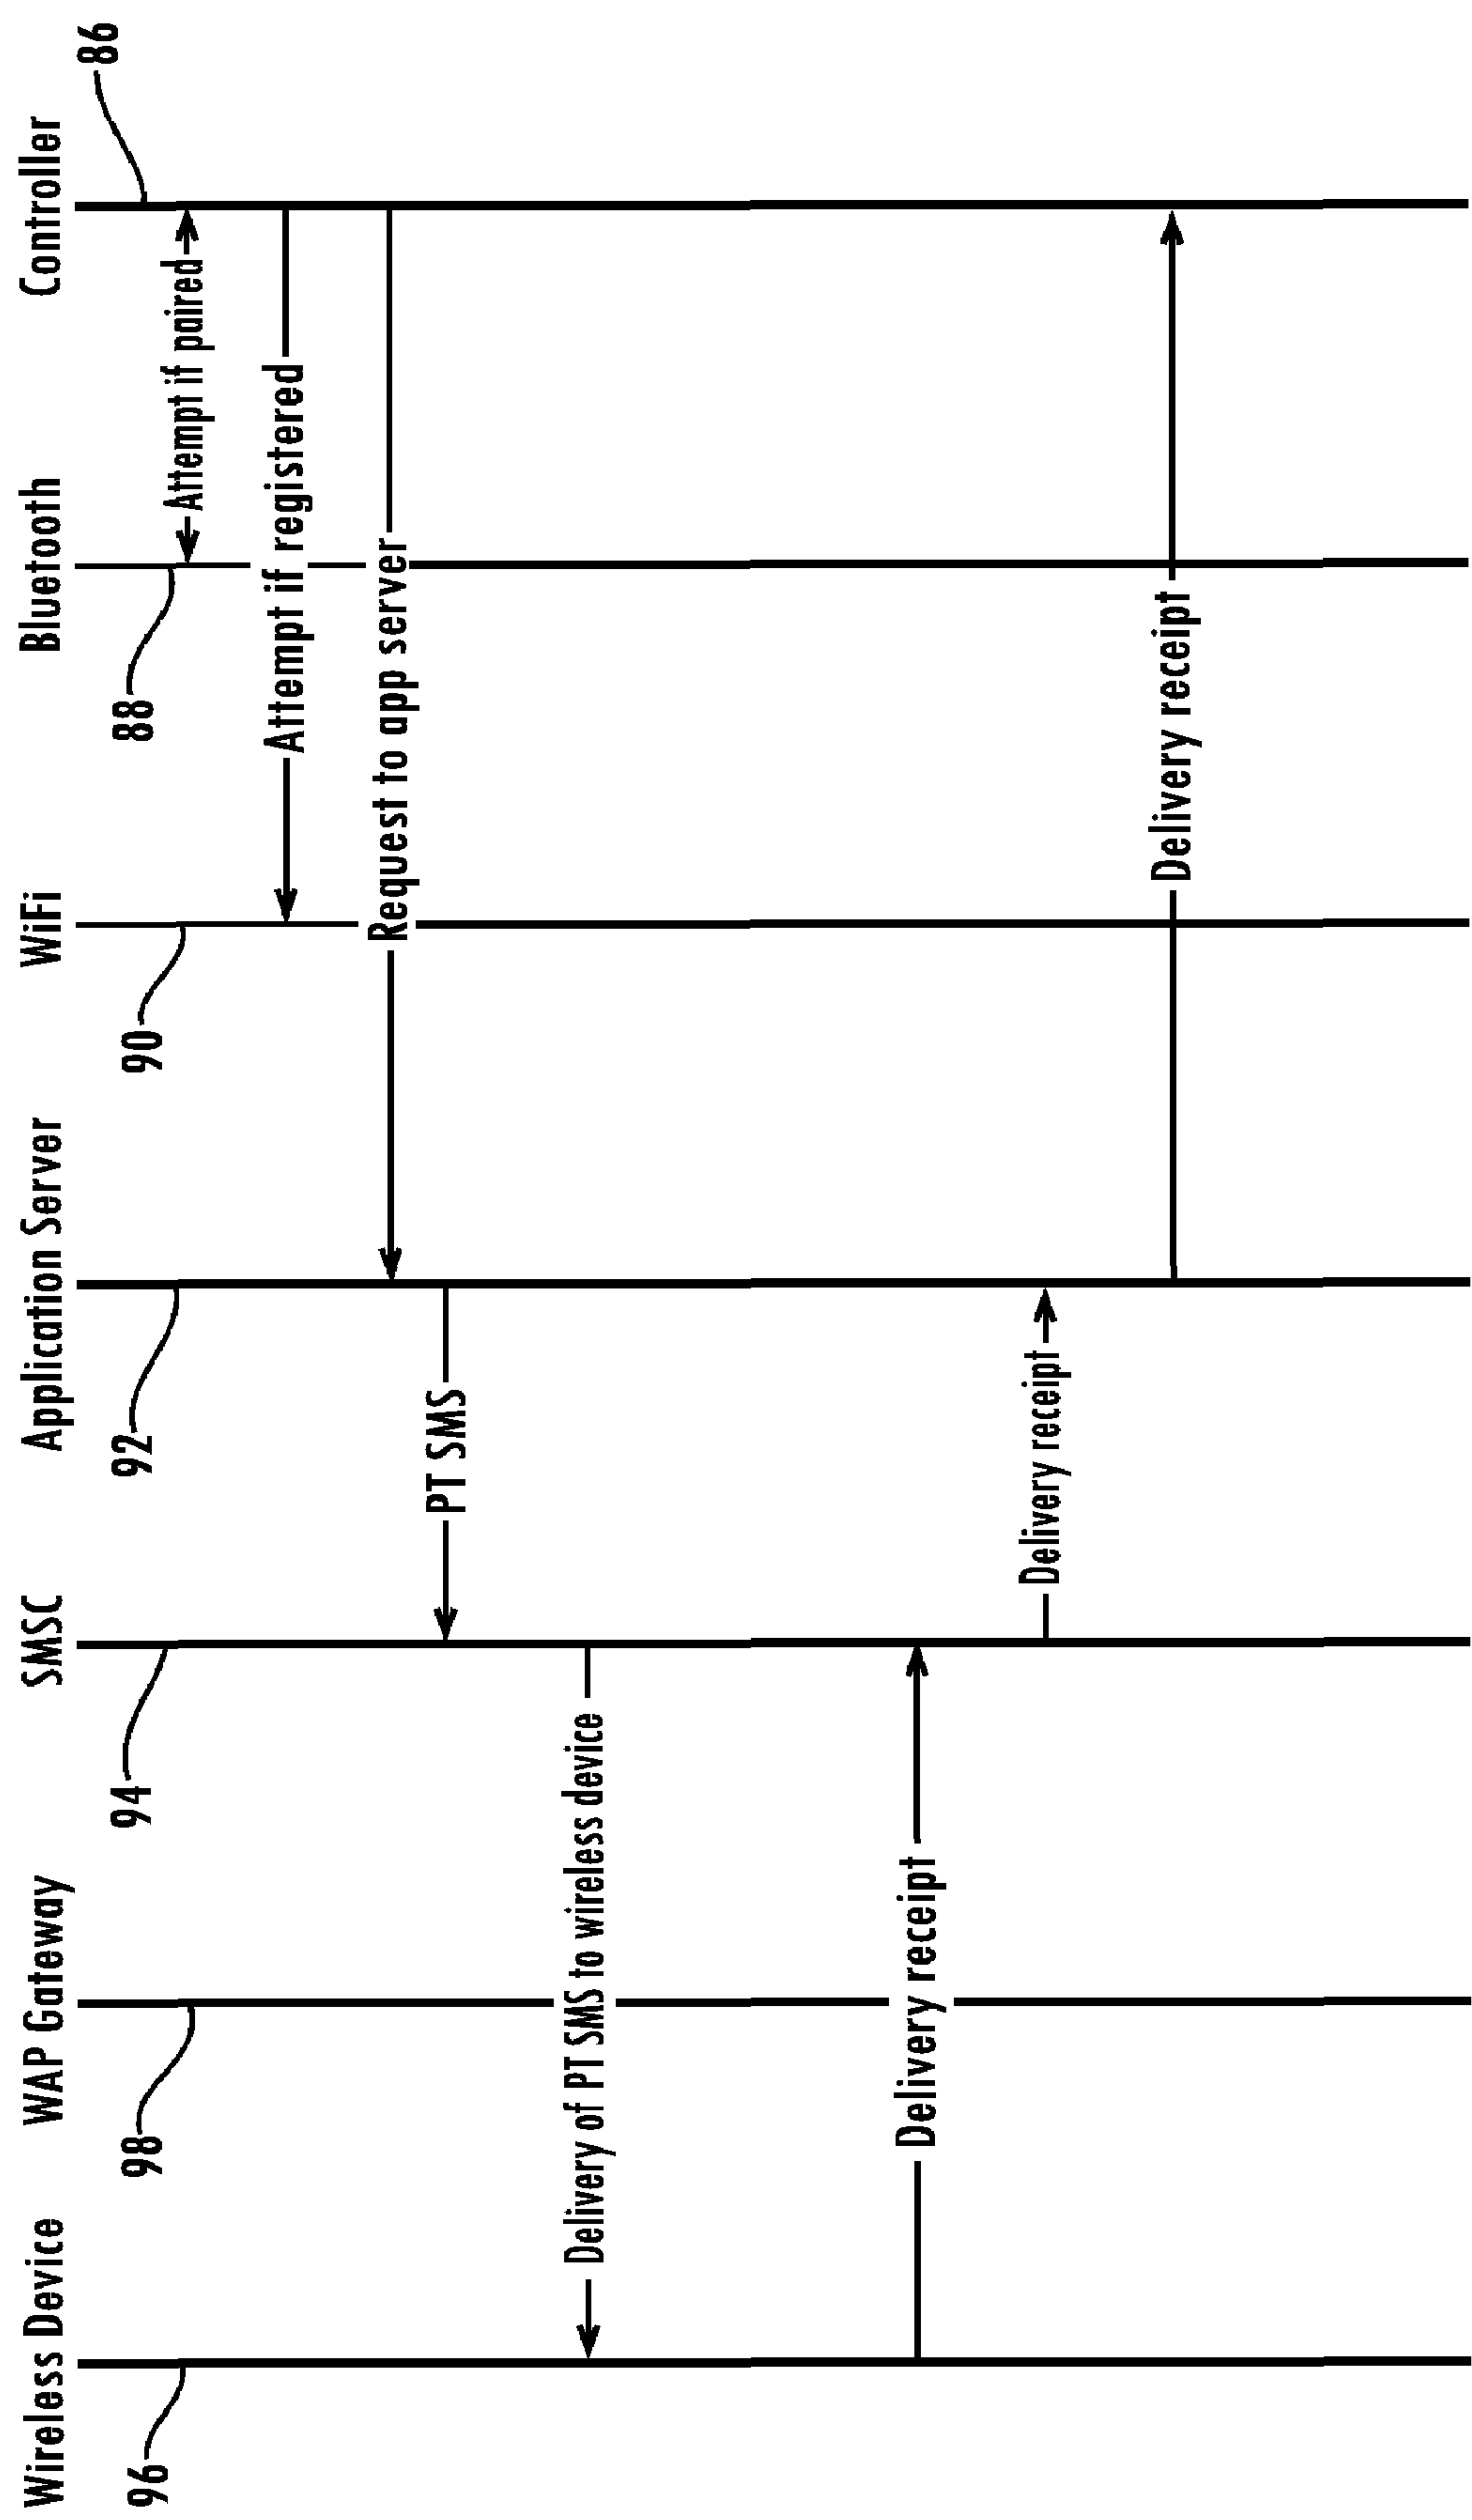 Wireless Device
WAP Gateway
SMSC
Application Server
WiFi
Bluetooth
Controller
96
98
94
92
90
88
86
Attempt if paired
Attempt if registered
Request to app server
PT SMS
Delivery of PT SMS to wireless device
Delivery receipt
Delivery receipt
Delivery receipt